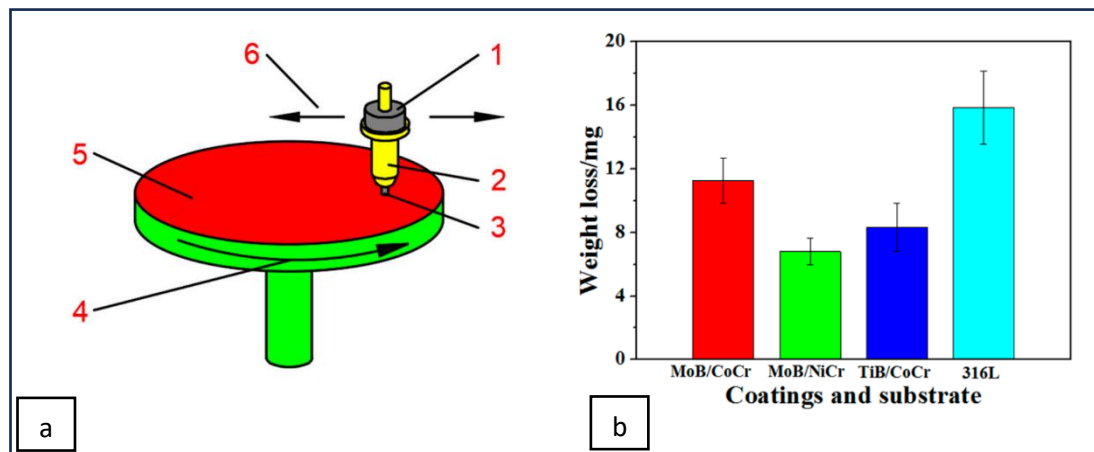 6
1
5
2
3
4
a
20
16
12
8
4
0
Weight loss/mg
MoB/CoCr MoB/NiCr TiB/CoCr 316L
Coatings and substrate
b